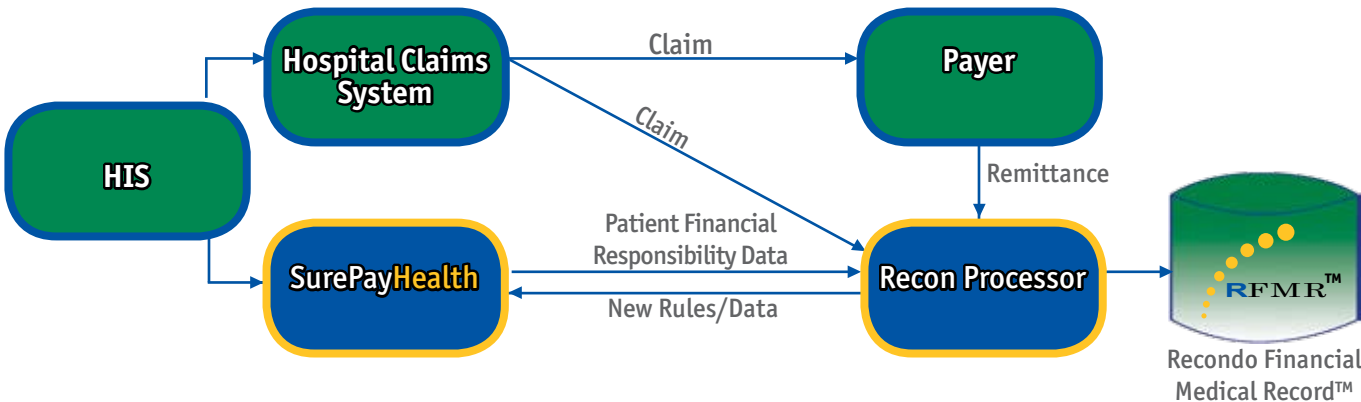 Hospital Claims
System
Claim
Payer
Claim
HIS
Remittance
Patient Financial
Responsibility Data
SurePayHealth
Recon Processor
New Rules/Data
RFMR™
Recondo Financial
Medical Record™